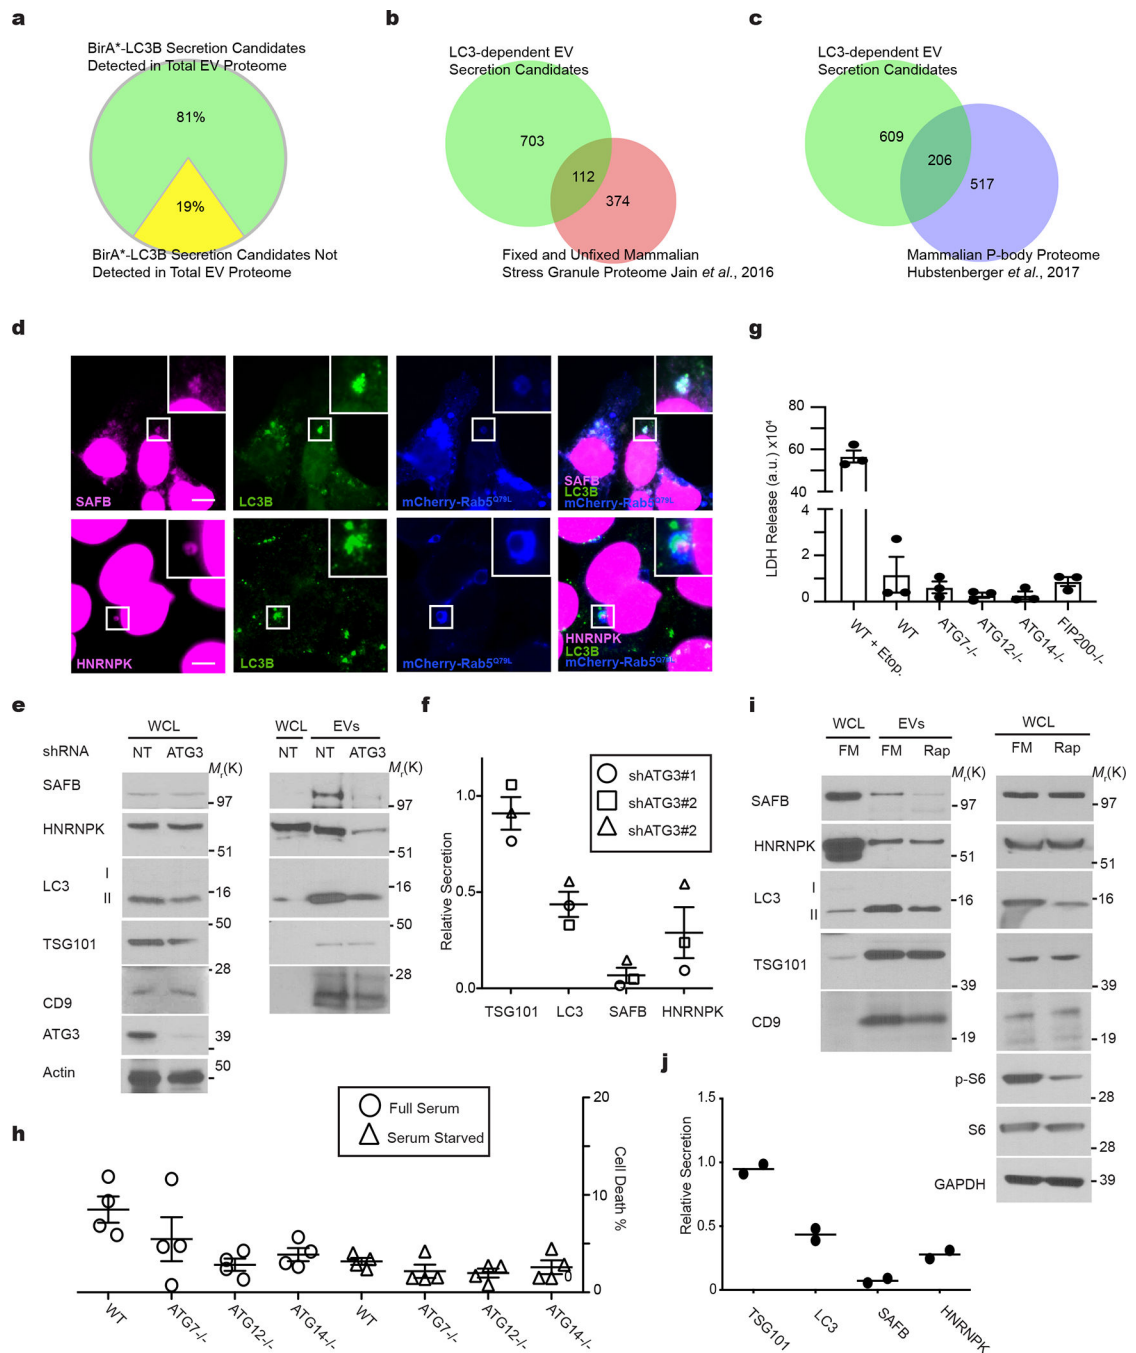 a
BirA*-LC3B Secretion Candidates
Detected in Total EV Proteome
81%
19%
BirA*-LC3B Secretion Candidates Not
Detected in Total EV Proteome
b
LC3-dependent EV
Secretion Candidates
703
112
374
Fixed and Unfixed Mammalian
Stress Granule Proteome Jain et al., 2016
c
LC3-dependent EV
Secretion Candidates
609
206
517
Mammalian P-body Proteome
Hubstenberger et al., 2017
d
SAFB
LC3B
mCherry-Rab5Q79L
SAFB
LC3B
mCherry-Rab5Q79L
HNRNPK
LC3B
mCherry-Rab5Q79L
HNRNPK
LC3B
mCherry-Rab5Q79L
g
LDH Release (a.u.) x10⁴
80
60
40
4
2
0
WT + Etop.
WT
ATG7-/-
ATG12-/-
ATG14-/-
FIP200-/-
e
WCL
shRNA NT ATG3
Mr(K)
SAFB
97
HNRNPK
51
LC3
I
II
16
50
TSG101
28
CD9
ATG3
39
50
Actin
WCL EVs
NT NT ATG3
Mr(K)
97
51
16
50
28
f
Relative Secretion
1.0
0.5
0.0
shATG3#1
shATG3#2
shATG3#2
TSG101 LC3 SAFB HNRNPK
i
WCL EVs
FM FM Rap
Mr(K)
SAFB
97
HNRNPK
51
LC3
I
II
16
TSG101
39
CD9
19
WCL
FM Rap
Mr(K)
97
51
16
39
19
p-S6
28
S6
28
GAPDH
39
h
Full Serum
Serum Starved
Cell Death %
20
10
0
0
WT
ATG7-/-
ATG12-/-
ATG14-/-
WT
ATG7-/-
ATG12-/-
ATG14-/-
j
Relative Secretion
1.5
1.0
0.5
0
TSG101
LC3
SAFB
HNRNPK